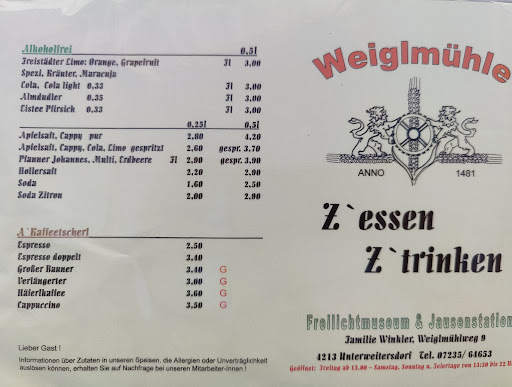 Alkoholfrei 0,5l
Freistädter Limo: Orange, Grapefruit Fl 3,00
Spezi, Kräuter, Maracuja
Cola, Cola light 0,33 Fl 3,00
Almdudler 0,35 Fl 3,00
Eistee Pfirsich 0,33 Fl 3,00
0,25l 0,5l
Apfelsaft, Cappy pur 2,80 4,20
Apfelsaft, Cappy, Cola, Limo gespritzt 2,60 gespr. 3,70
Pfanner Johannes., Multi, Erdbeere Fl 2,90 gespr. 3,90
Hollersaft 2,20 2,90
Soda 1,60 2,50
Soda Zitron 2,00 2,90
A`Kaffeetscherl
Espresso 2,50
Espresso doppelt 3,40
Großer Bauner 3,40 G
Verlängerter 3,00 G
Häferlkaffee 3,60 G
Cappuccino 3,50 G
Lieber Gast !
Informationen über Zutaten in unseren Speisen, die Allergien oder Unverträglichkeit
auslösen können, erhalten Sie auf Nachfrage bei unseren Mitarbeiter-innen !
Weiglmühle
ANNO 1481
Z`essen
Z`trinken
Freilichtmuseum & Jausenstation
Familie Winkler, Weiglmühlweg 9
4213 Unterweitersdorf Tel. 07235/ 64653
Geöffnet: Freitag ab 13.00 – Samstag, Sonntag u. Feiertage von 13:30 bis 22